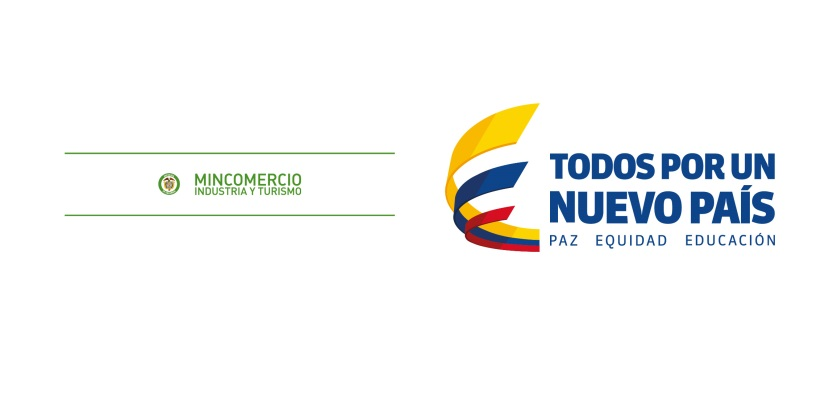 MINCOMERCIO
INDUSTRIA Y TURISMO
TODOS POR UN
NUEVO PAÍS
PAZ EQUIDAD EDUCACIÓN